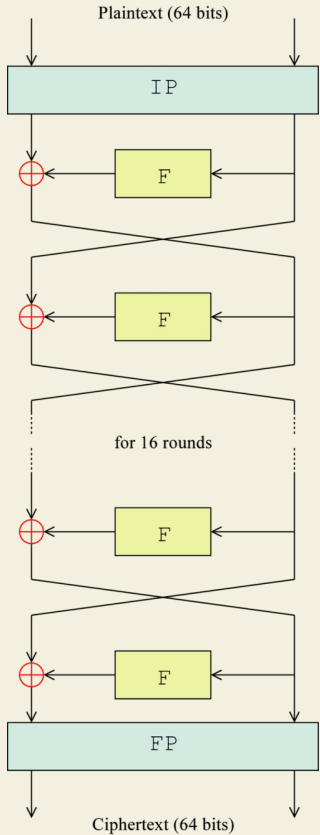 Plaintext (64 bits)
IP
F
F
for 16 rounds
F
F
FP
Ciphertext (64 bits)